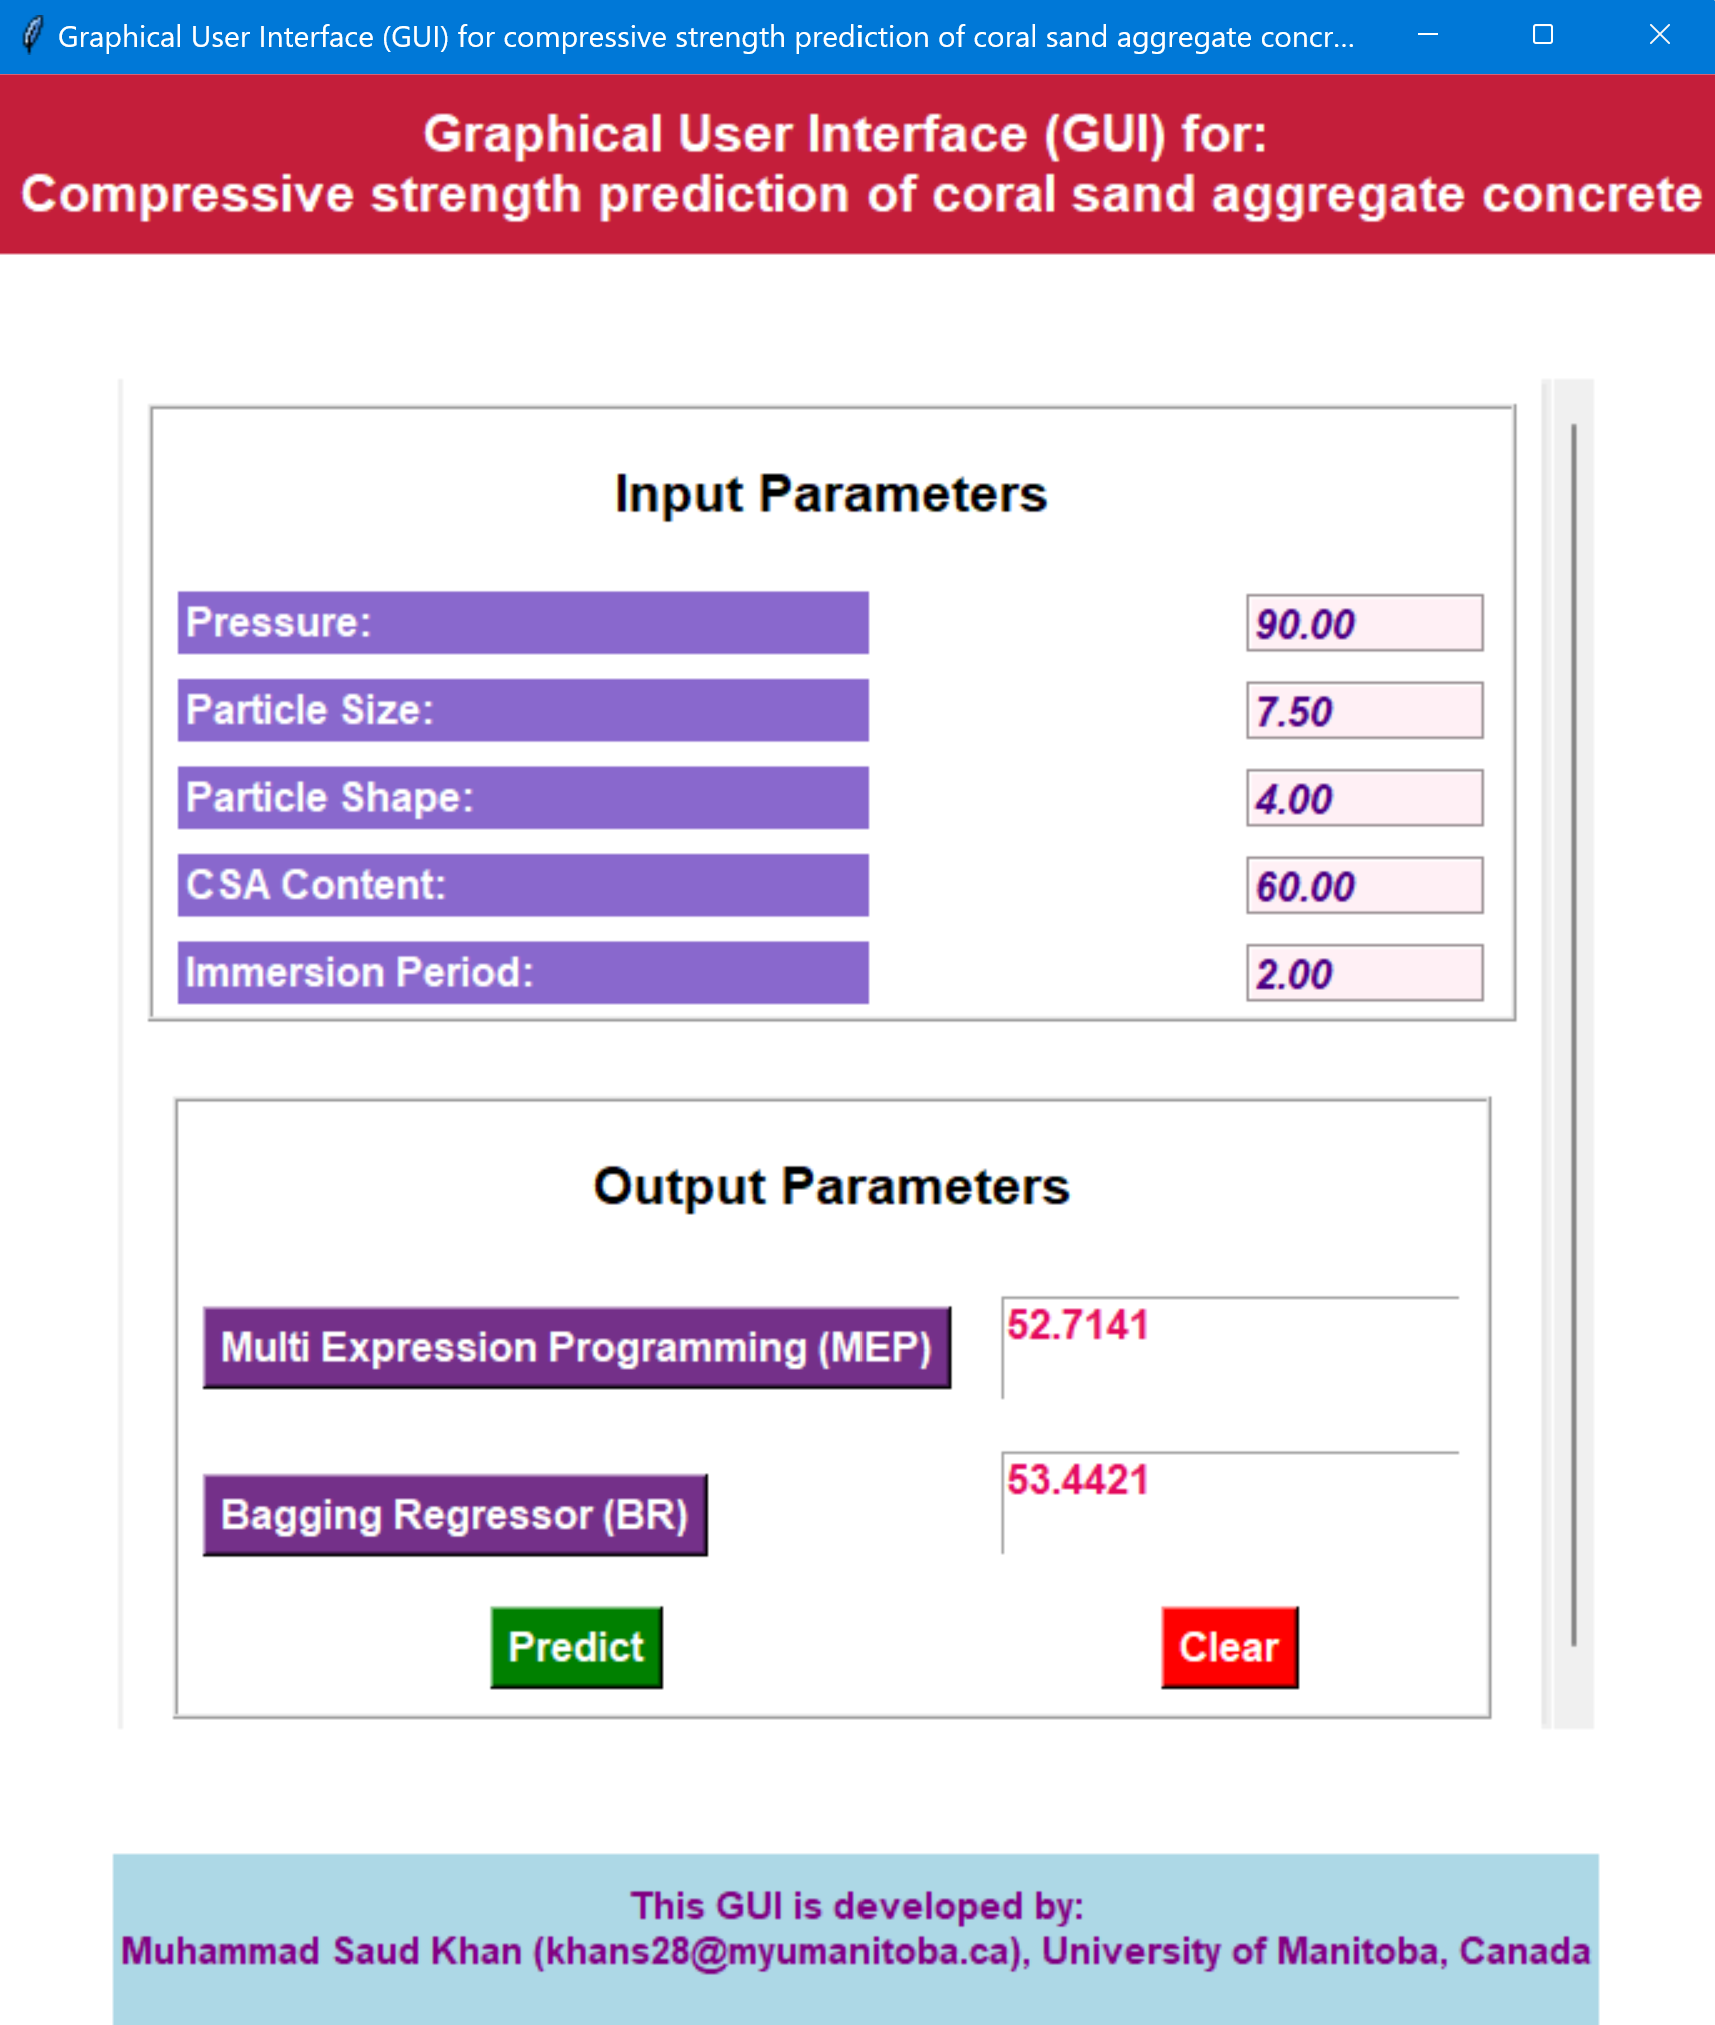 Graphical User Interface (GUI) for compressive strength prediction of coral sand aggregate concr...
Graphical User Interface (GUI) for:
Compressive strength prediction of coral sand aggregate concrete
Input Parameters
Pressure: 90.00
Particle Size: 7.50
Particle Shape: 4.00
CSA Content: 60.00
Immersion Period: 2.00
Output Parameters
Multi Expression Programming (MEP) 52.7141
Bagging Regressor (BR) 53.4421
Predict Clear
This GUI is developed by:
Muhammad Saud Khan (khans28@myumanitoba.ca), University of Manitoba, Canada